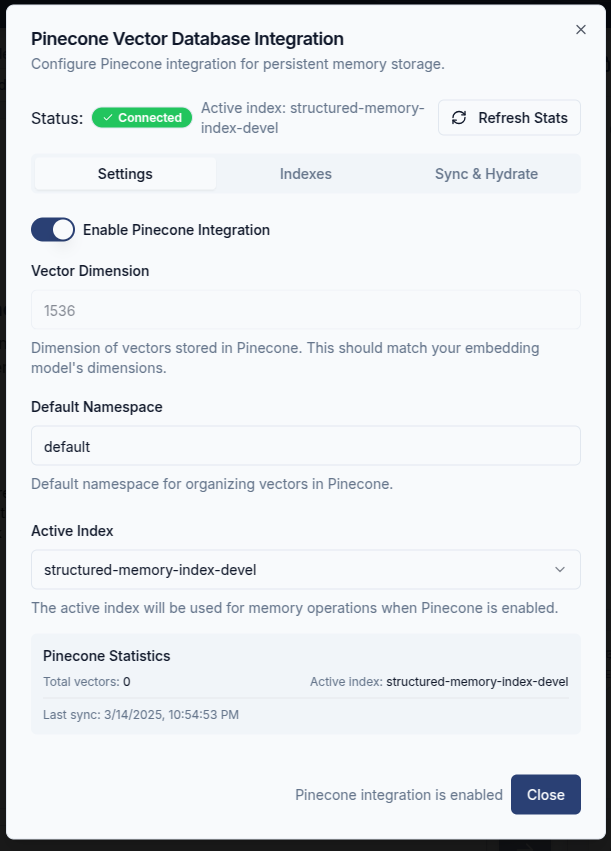 Pinecone Vector Database Integration
Configure Pinecone integration for persistent memory storage.
Status:
Connected
Active index: structured-memory-
index-devel
Refresh Stats
Settings
Indexes
Sync & Hydrate
Enable Pinecone Integration
Vector Dimension
1536
Dimension of vectors stored in Pinecone. This should match your embedding
model's dimensions.
Default Namespace
default
Default namespace for organizing vectors in Pinecone.
Active Index
structured-memory-index-devel
The active index will be used for memory operations when Pinecone is enabled.
Pinecone Statistics
Total vectors: 0
Active index: structured-memory-index-devel
Last sync: 3/14/2025, 10:54:53 PM
Pinecone integration is enabled
Close